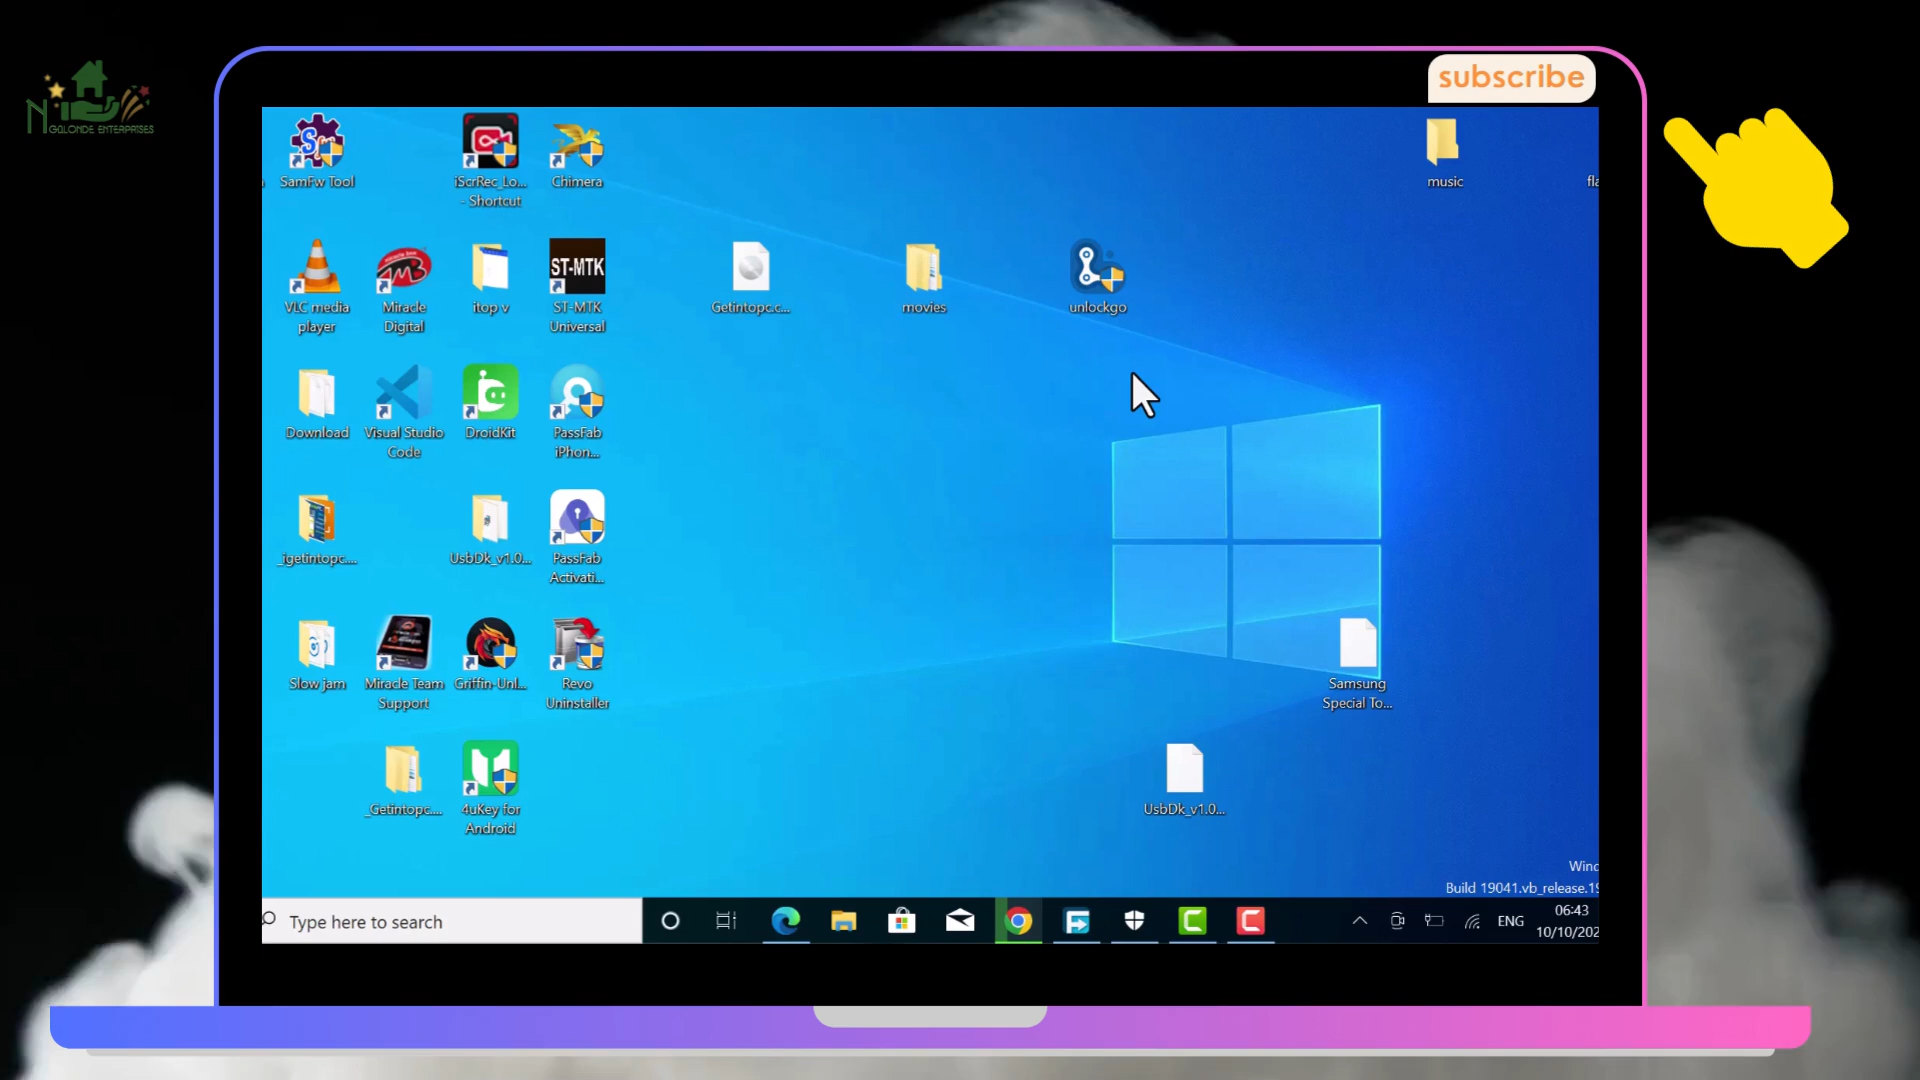 subscribe
NGOLONDE ENTERPRISES
SamFw Tool
iScrRec_Lo...
- Shortcut
Chimera
music
fla
VLC media
player
Miracle
Digital
itop v
ST-MTK
ST-MTK
Universal
Getintopc.c...
movies
unlockgo
Download
Visual Studio
Code
DroidKit
PassFab
iPhon...
_igetintopc....
UsbDk_v1.0...
PassFab
Activati...
Slow jam
Miracle Team
Support
Griffin-Unl...
Revo
Uninstaller
Samsung
Special To...
_Getintopc....
4uKey for
Android
UsbDk_v1.0...
Wind
Build 19041.vb_release.19
Type here to search
ENG
06:43
10/10/202